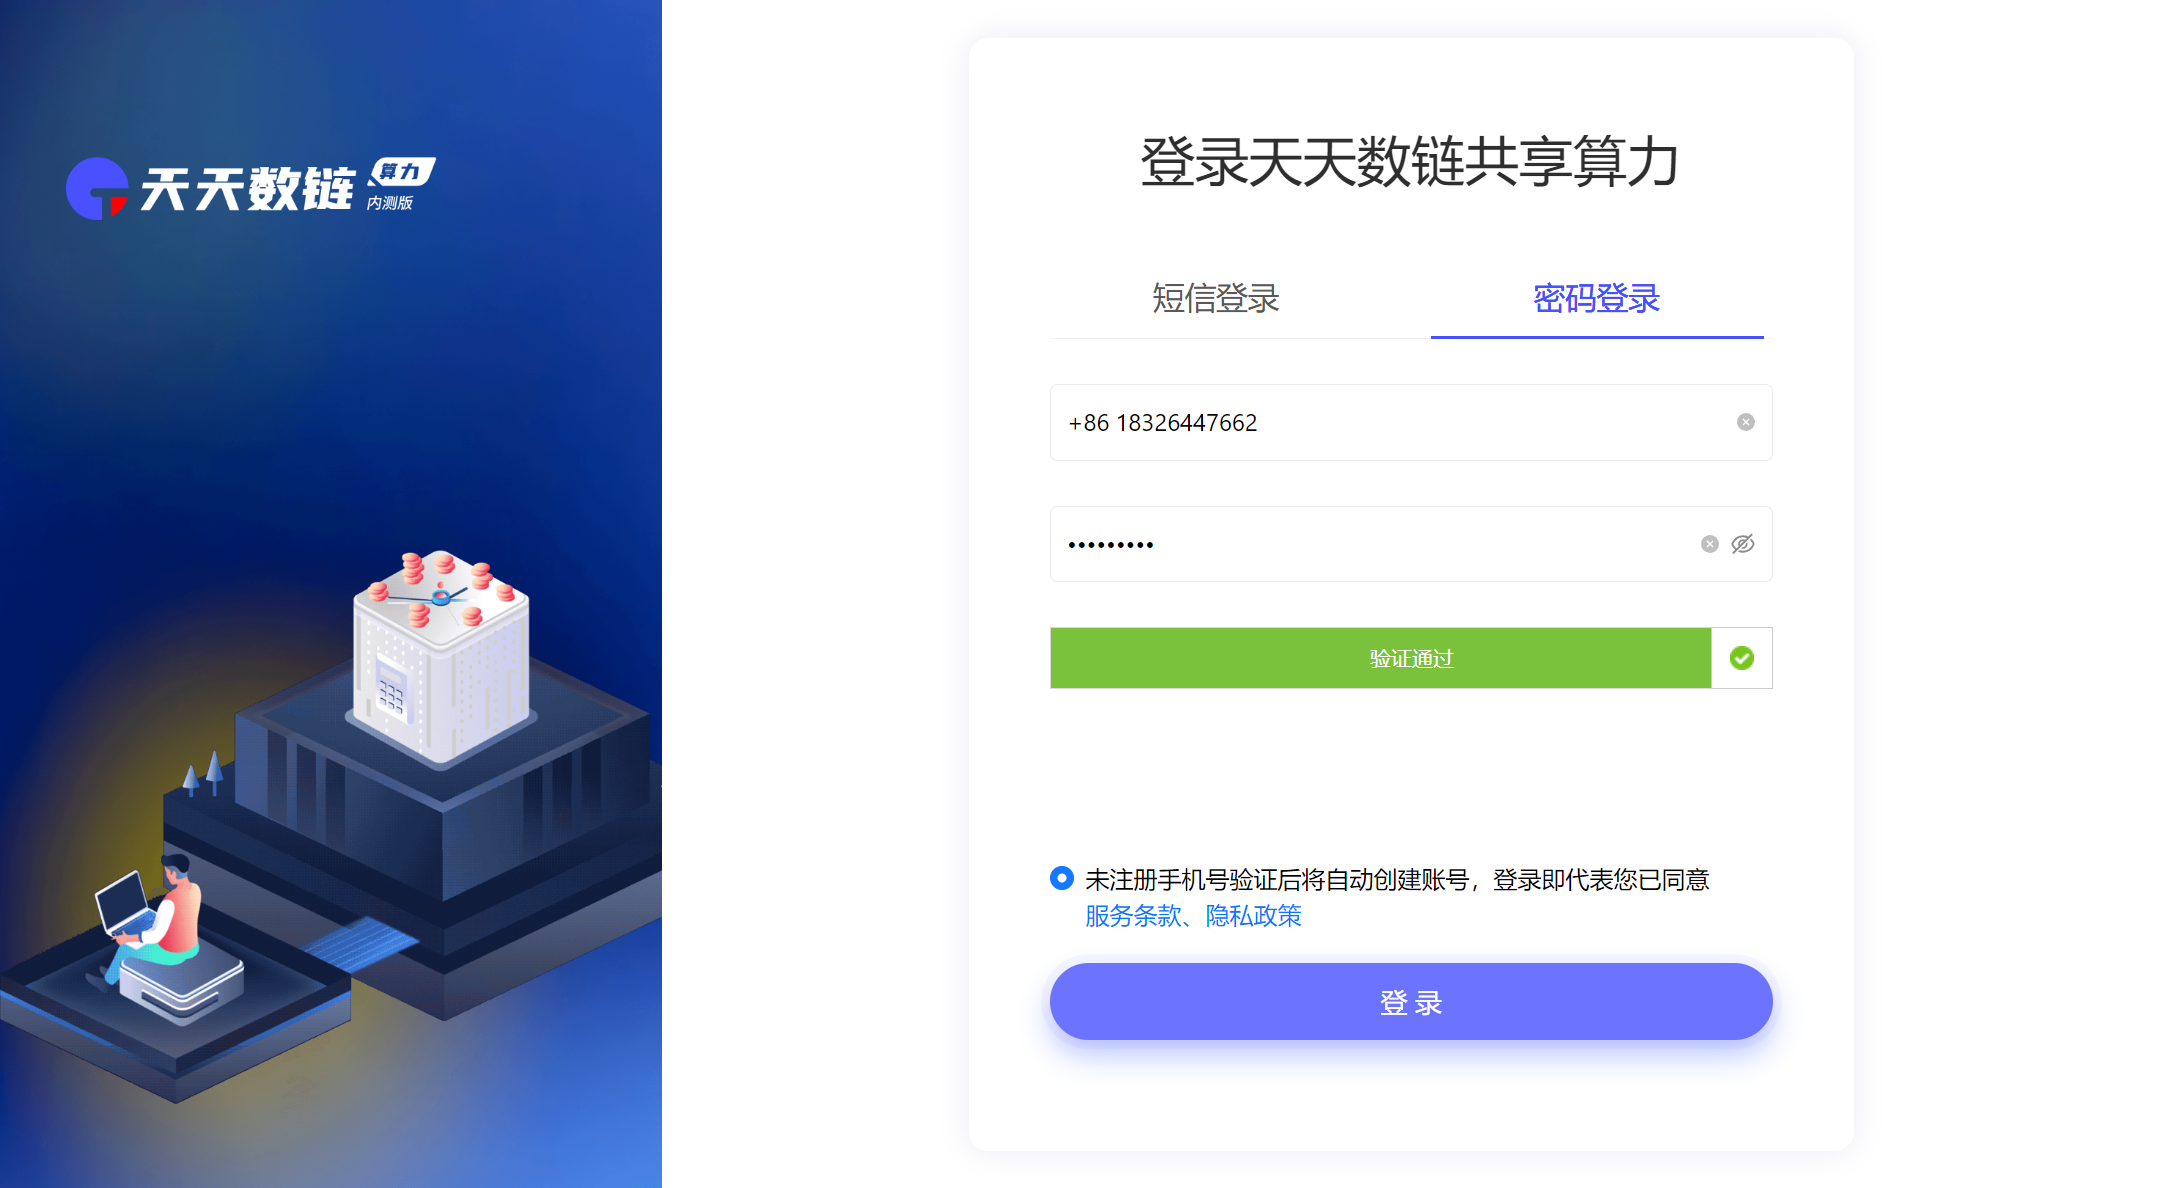 天天数链
算力
内测版
登录天天数链共享算力
短信登录
密码登录
+86 18326447662
•••••••••
验证通过
未注册手机号验证后将自动创建账号，登录即代表您已同意
服务条款、隐私政策
登 录